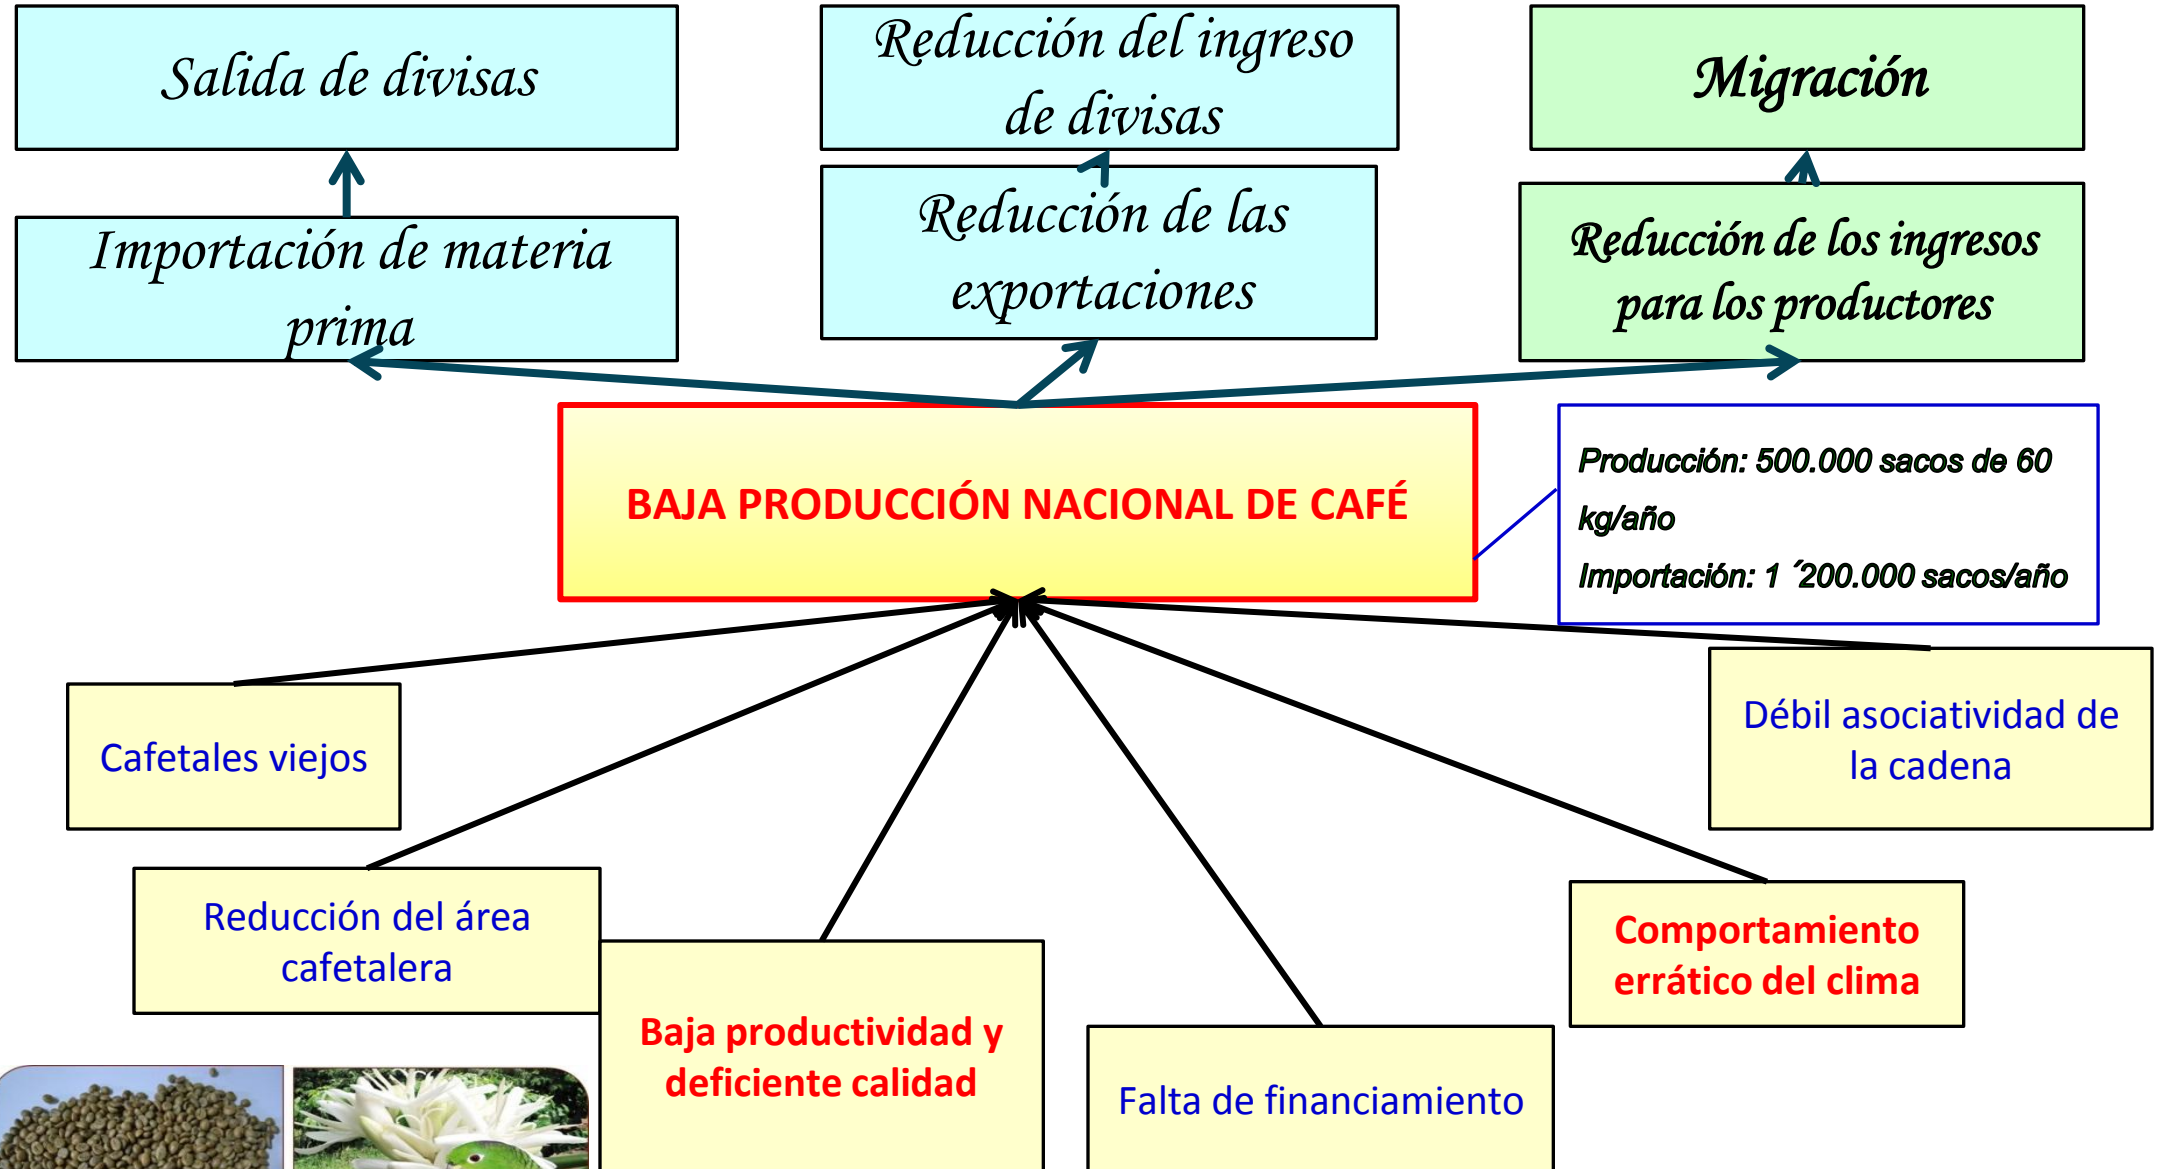 Salida de divisas
Reducción del ingreso
de divisas
Migración
Importación de materia
prima
Reducción de las
exportaciones
Reducción de los ingresos
para los productores
BAJA PRODUCCIÓN NACIONAL DE CAFÉ
Producción: 500.000 sacos de 60
kg/año
Importación: 1 ´200.000 sacos/año
Cafetales viejos
Débil asociatividad de
la cadena
Reducción del área
cafetalera
Comportamiento
errático del clima
Baja productividad y
deficiente calidad
Falta de financiamiento